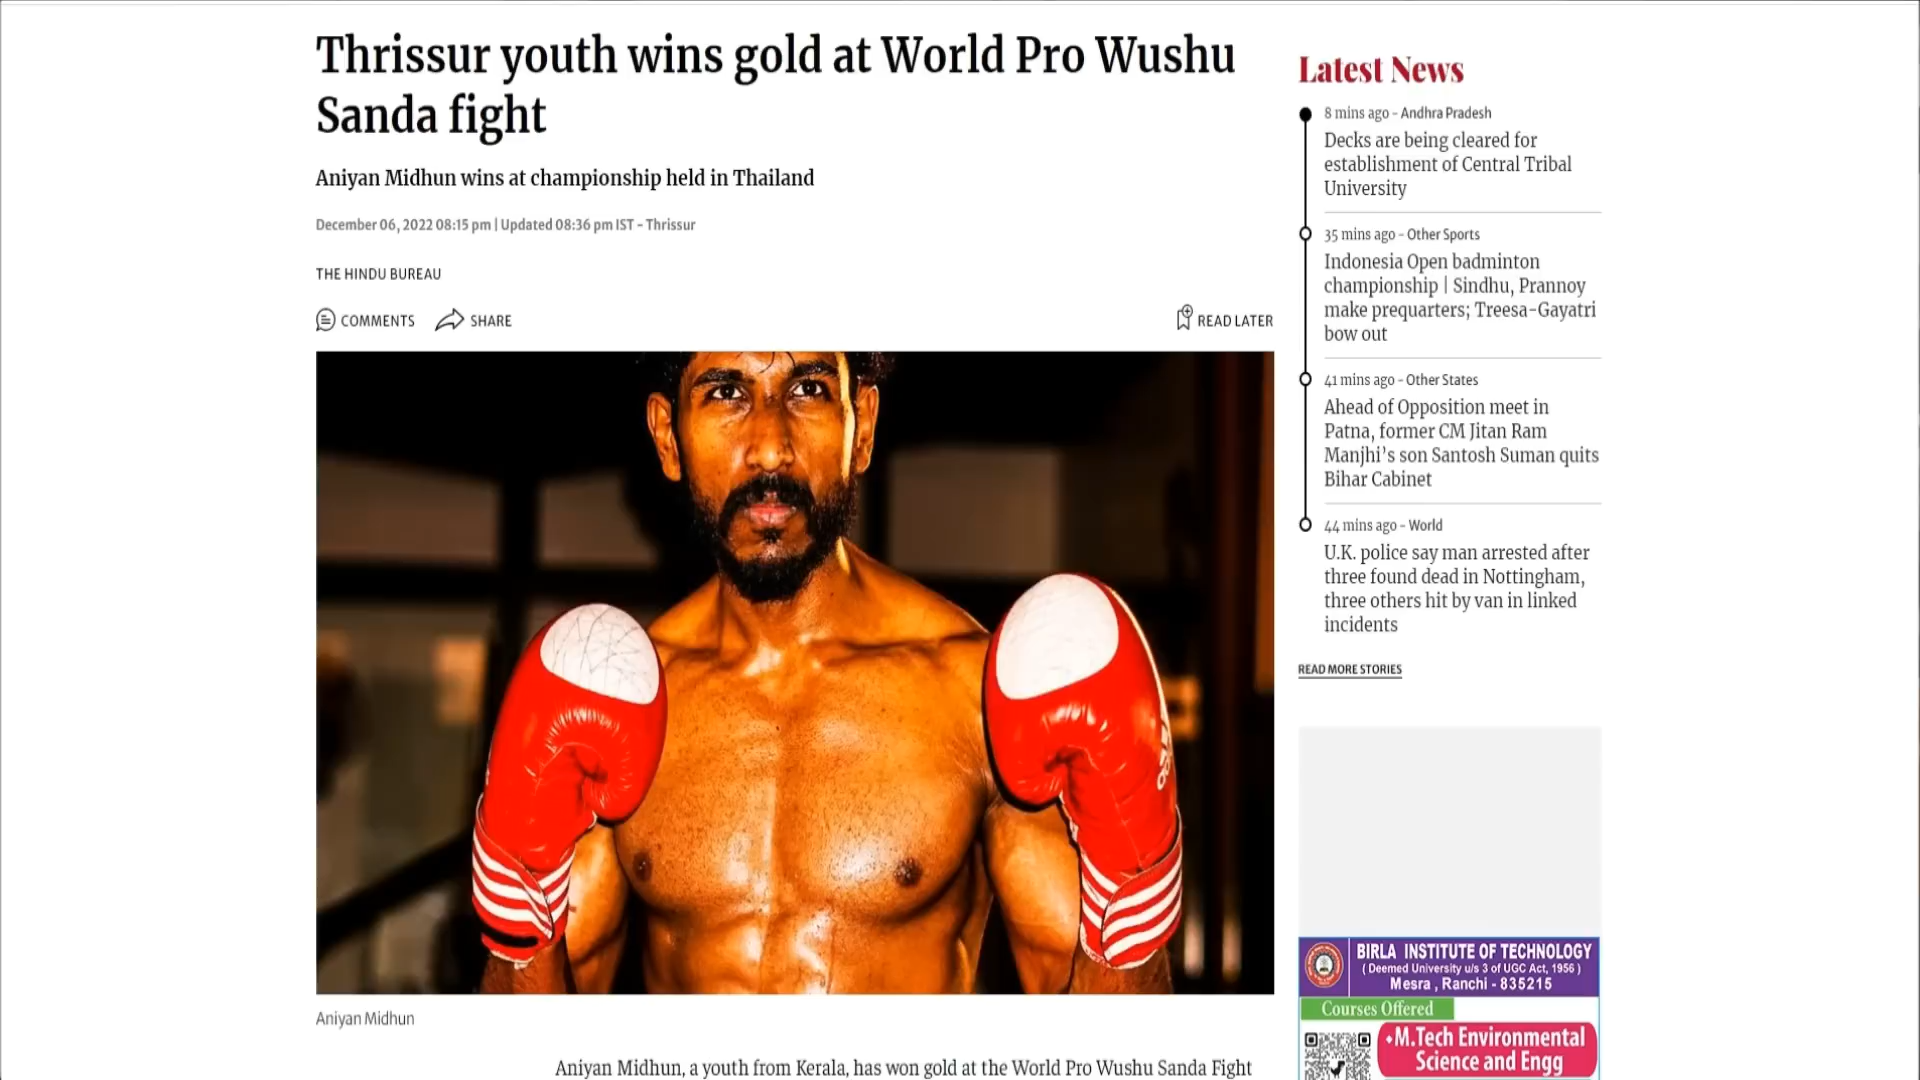 Thrissur youth wins gold at World Pro Wushu
Sanda fight
Aniyan Midhun wins at championship held in Thailand
December 06, 2022 08:15 pm | Updated 08:36 pm IST - Thrissur
THE HINDU BUREAU
COMMENTS SHARE READ LATER
Aniyan Midhun
Aniyan Midhun, a youth from Kerala, has won gold at the World Pro Wushu Sanda Fight
Latest News
8 mins ago - Andhra Pradesh
Decks are being cleared for
establishment of Central Tribal
University
35 mins ago - Other Sports
Indonesia Open badminton
championship | Sindhu, Prannoy
make prequarters; Treesa-Gayatri
bow out
41 mins ago - Other States
Ahead of Opposition meet in
Patna, former CM Jitan Ram
Manjhi’s son Santosh Suman quits
Bihar Cabinet
44 mins ago - World
U.K. police say man arrested after
three found dead in Nottingham,
three others hit by van in linked
incidents
READ MORE STORIES
BIRLA INSTITUTE OF TECHNOLOGY
( Deemed University u/s 3 of UGC Act, 1956 )
Mesra , Ranchi - 835215
Courses Offered
•M.Tech Environmental
Science and Engg